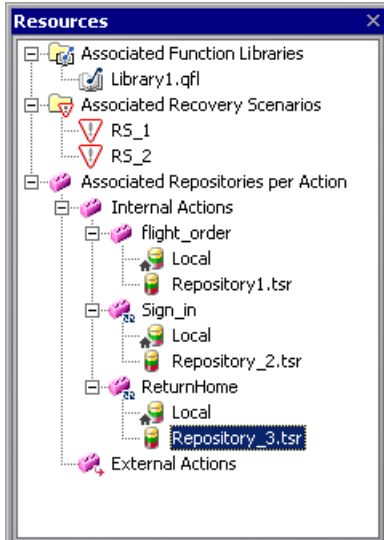 Resources
Associated Function Libraries
Library1.qfl
Associated Recovery Scenarios
RS_1
RS_2
Associated Repositories per Action
Internal Actions
flight_order
Local
Repository1.tsr
Sign_in
Local
Repository_2.tsr
ReturnHome
Local
Repository_3.tsr
External Actions